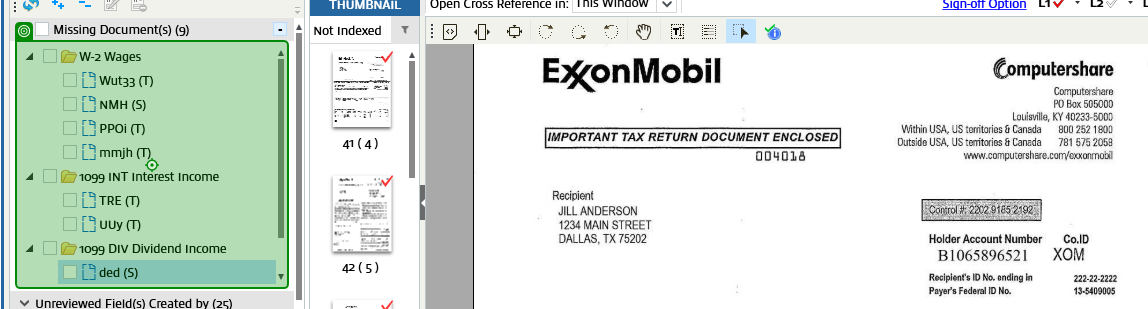 THUMBNAIL
Open Cross Reference in: This Window
Sign-off Option L1 L2
Missing Document(s) (9)
Not Indexed
W-2 Wages
Wut33 (T)
NMH (S)
PPOi (T)
mmjh (T)
1099 INT Interest Income
TRE (T)
UUy (T)
1099 DIV Dividend Income
ded (S)
Unreviewed Field(s) Created by (25)
41 ( 4 )
42 ( 5 )
ExxonMobil
Computershare
Computershare
PO Box 505000
Louisville, KY 40233-5000
Within USA, US territories & Canada 800 252 1800
Outside USA, US territories & Canada 781 575 2058
www.computershare.com/exxonmobil
IMPORTANT TAX RETURN DOCUMENT ENCLOSED
004018
Recipient
JILL ANDERSON
1234 MAIN STREET
DALLAS, TX 75202
Control #: 2202 9185 2192
Holder Account Number Co.ID
B1065896521 XOM
Recipient's ID No. ending in 222-22-2222
Payer's Federal ID No. 13-5409005